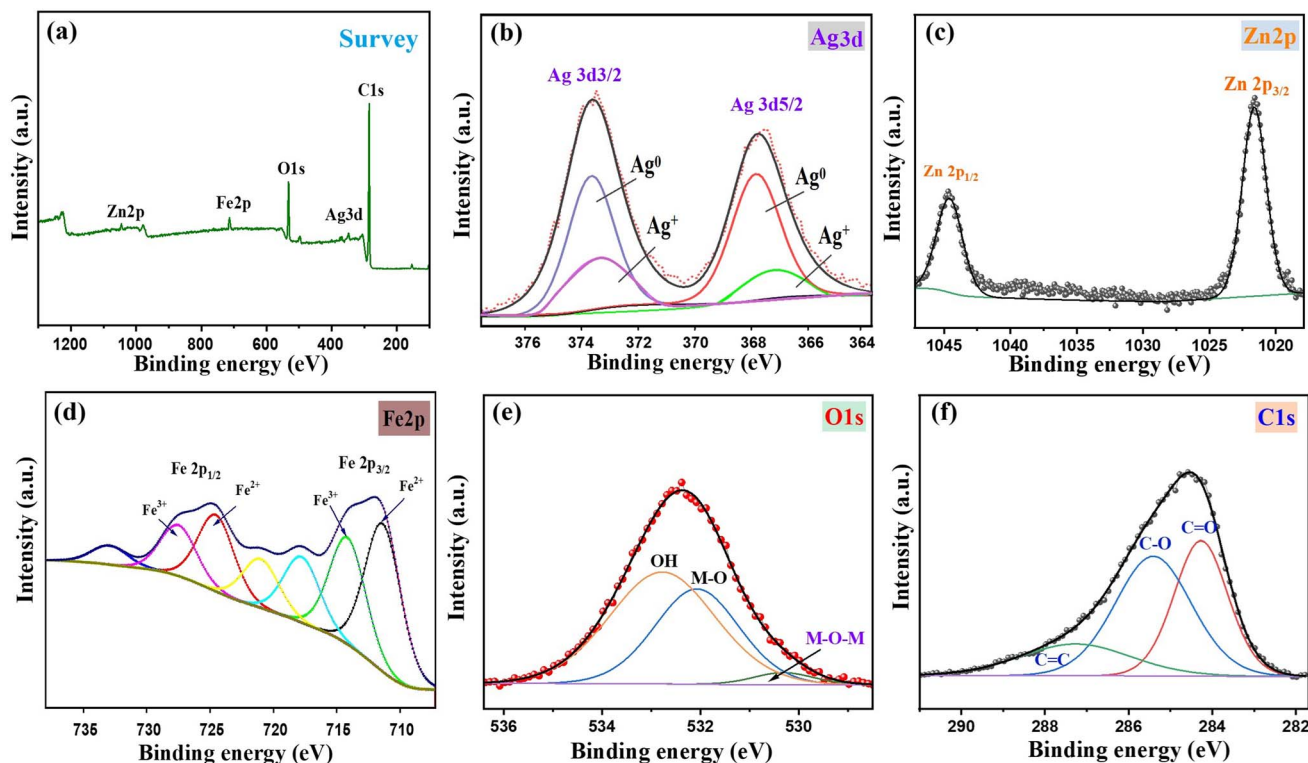 (a)
Survey
C1s
O1s
Zn2p
Fe2p
Ag3d
Intensity (a.u.)
1200 1000 800 600 400 200
Binding energy (eV)
(b)
Ag3d
Ag 3d3/2
Ag 3d5/2
Ag⁰
Ag⁺
Ag⁰
Ag⁺
Intensity (a.u.)
376 374 372 370 368 366 364
Binding energy (eV)
(c)
Zn2p
Zn 2p₃/₂
Zn 2p₁/₂
Intensity (a.u.)
1045 1040 1035 1030 1025 1020
Binding energy (eV)
(d)
Fe2p
Fe 2p₁/₂
Fe 2p₃/₂
Fe³⁺
Fe²⁺
Fe³⁺
Fe²⁺
Intensity (a.u.)
735 730 725 720 715 710
Binding energy (eV)
(e)
O1s
OH
M-O
M-O-M
Intensity (a.u.)
536 534 532 530
Binding energy (eV)
(f)
C1s
C=O
C-O
C=C
Intensity (a.u.)
290 288 286 284 282
Binding energy (eV)